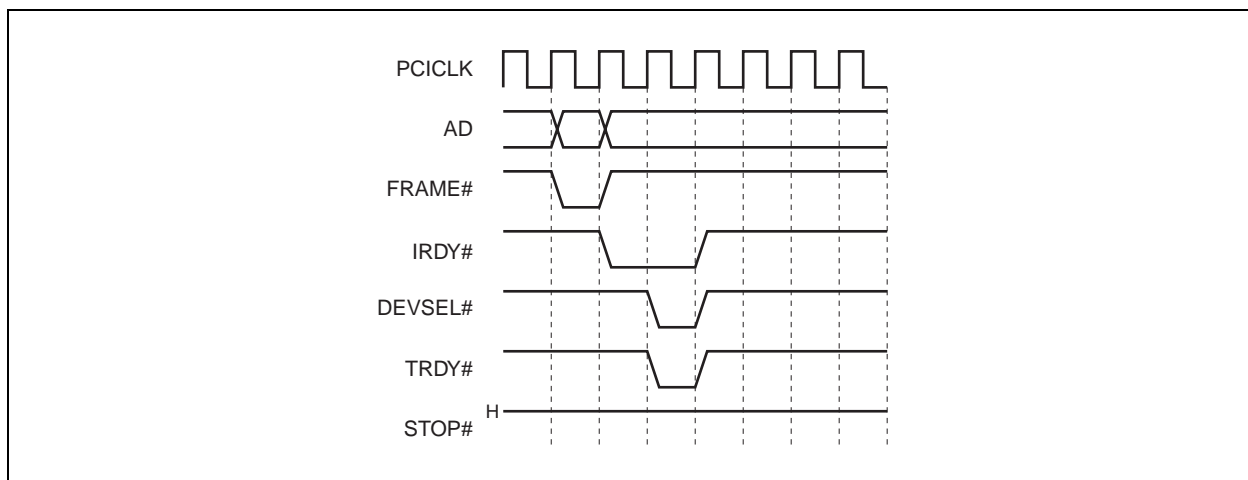 PCICLK
AD
FRAME#
IRDY#
DEVSEL#
TRDY#
H
STOP#